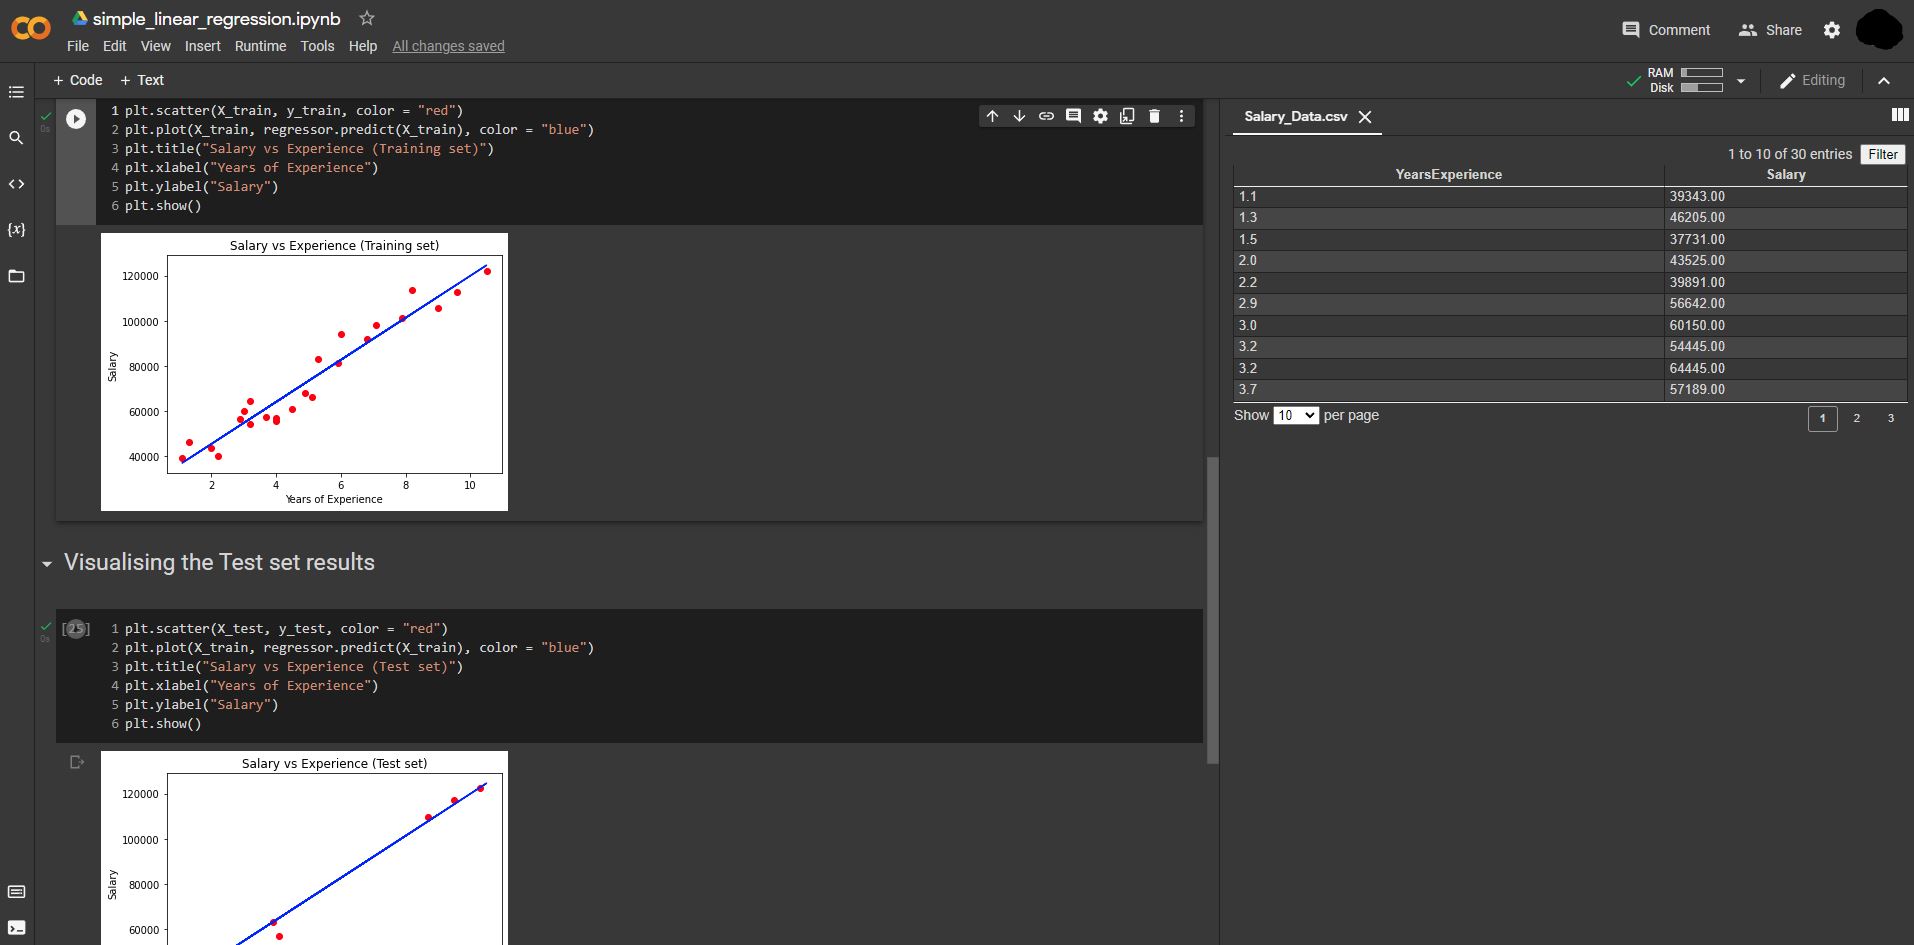 simple_linear_regression.ipynb
File Edit View Insert Runtime Tools Help All changes saved
Comment Share
+ Code + Text
RAM
Disk
Editing
1 plt.scatter(X_train, y_train, color = "red")
2 plt.plot(X_train, regressor.predict(X_train), color = "blue")
3 plt.title("Salary vs Experience (Training set)")
4 plt.xlabel("Years of Experience")
5 plt.ylabel("Salary")
6 plt.show()
0s
Salary vs Experience (Training set)
120000
100000
80000
60000
40000
Salary
2 4 6 8 10
Years of Experience
Visualising the Test set results
[25]
0s
1 plt.scatter(X_test, y_test, color = "red")
2 plt.plot(X_train, regressor.predict(X_train), color = "blue")
3 plt.title("Salary vs Experience (Test set)")
4 plt.xlabel("Years of Experience")
5 plt.ylabel("Salary")
6 plt.show()
Salary vs Experience (Test set)
120000
100000
80000
60000
Salary
Salary_Data.csv
1 to 10 of 30 entries Filter
YearsExperience Salary
1.1 39343.00
1.3 46205.00
1.5 37731.00
2.0 43525.00
2.2 39891.00
2.9 56642.00
3.0 60150.00
3.2 54445.00
3.2 64445.00
3.7 57189.00
Show 10 per page
1 2 3
{x}